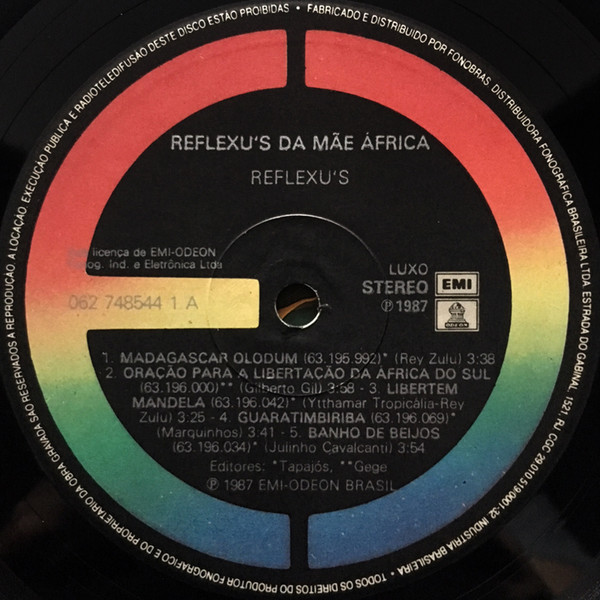 REFLEXU'S DA MÃE ÁFRICA
REFLEXU'S
licença de EMI-ODEON
og. Ind. e Eletrônica Ltda
062 748544 1 A
LUXO
STEREO
℗ 1987
EMI
ODEON
1. MADAGASCAR OLODUM (63.195.992)* (Rey Zulu) 3:38
2. ORAÇÃO PARA A LIBERTAÇÃO DA ÁFRICA DO SUL
(63.196.000)** (Gilberto Gil) 3:58 - 3. LIBERTEM
MANDELA (63.196.042)* (Ytthamar Tropicália-Rey
Zulu) 3:25 - 4. GUARATIMBIRIBA (63.196.069)*
(Marquinhos) 3.41 - 5. BANHO DE BEIJOS
(63.196.034)* (Julinho Cavalcanti) 3:54
Editores: *Tapajós, **Gege
℗ 1987 EMI-ODEON BRASIL
• FABRICADO E DISTRIBUIDO POR FONOBRAS, DISTRIBUIDORA FONOGRÁFICA BRASILEIRA LTDA. ESTRADA DO GABINAL, 1521 RJ. CGC 29 010 519.0001-32 INDÚSTRIA BRASILEIRA •
TODOS OS DIREITOS DO PRODUTOR FONOGRÁFICO E DO PROPRIETÁRIO DA OBRA GRAVADA SÃO RESERVADOS A REPRODUÇÃO. A LOCAÇÃO EXECUÇÃO PUBLICA E RADIOTELEDIFUSÃO DESTE DISCO ESTÃO PROIBIDAS